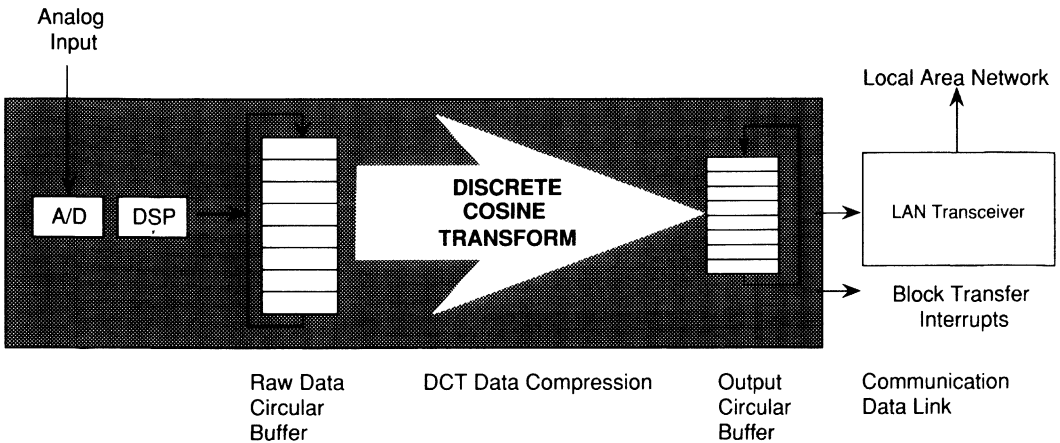 Analog
Input
Local Area Network
A/D
DSP
DISCRETE
COSINE
TRANSFORM
LAN Transceiver
Block Transfer
Interrupts
Raw Data
Circular
Buffer
DCT Data Compression
Output
Circular
Buffer
Communication
Data Link